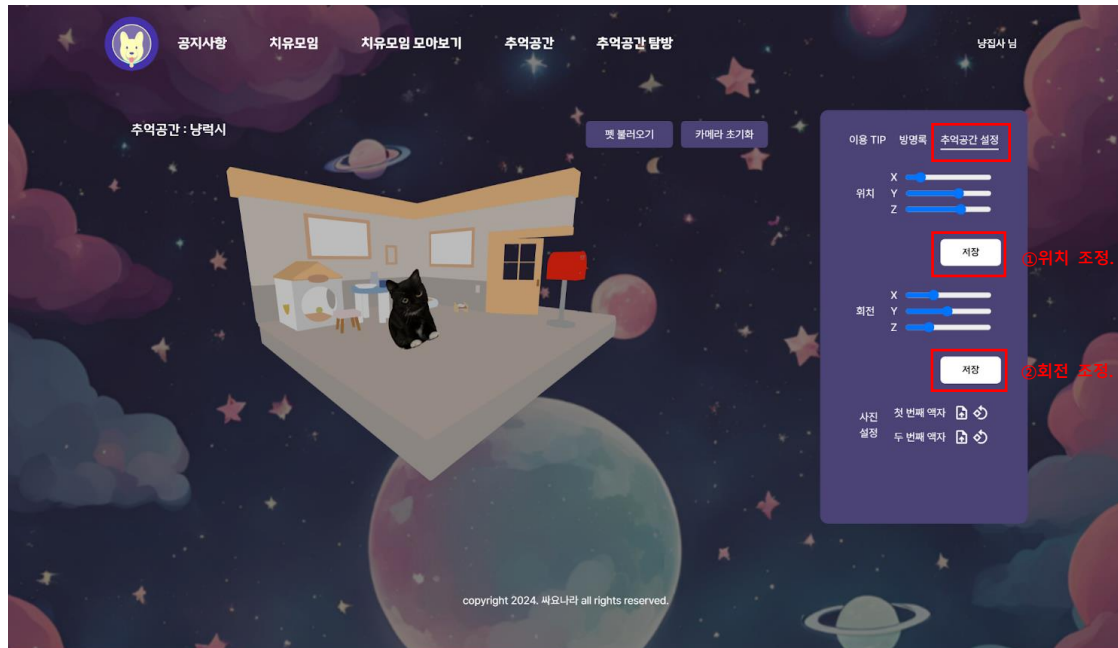 공지사항 치유모임 치유모임 모아보기 추억공간 추억공간 탐방 냥집사 님
추억공간 : 냥럭시 펫 불러오기 카메라 초기화
이용 TIP 방명록 추억공간 설정
위치
X
Y
Z
저장
①위치 조정.
회전
X
Y
Z
저장
②회전 조정.
사진
설정
첫 번째 액자
두 번째 액자
copyright 2024. 싸요나라 all rights reserved.